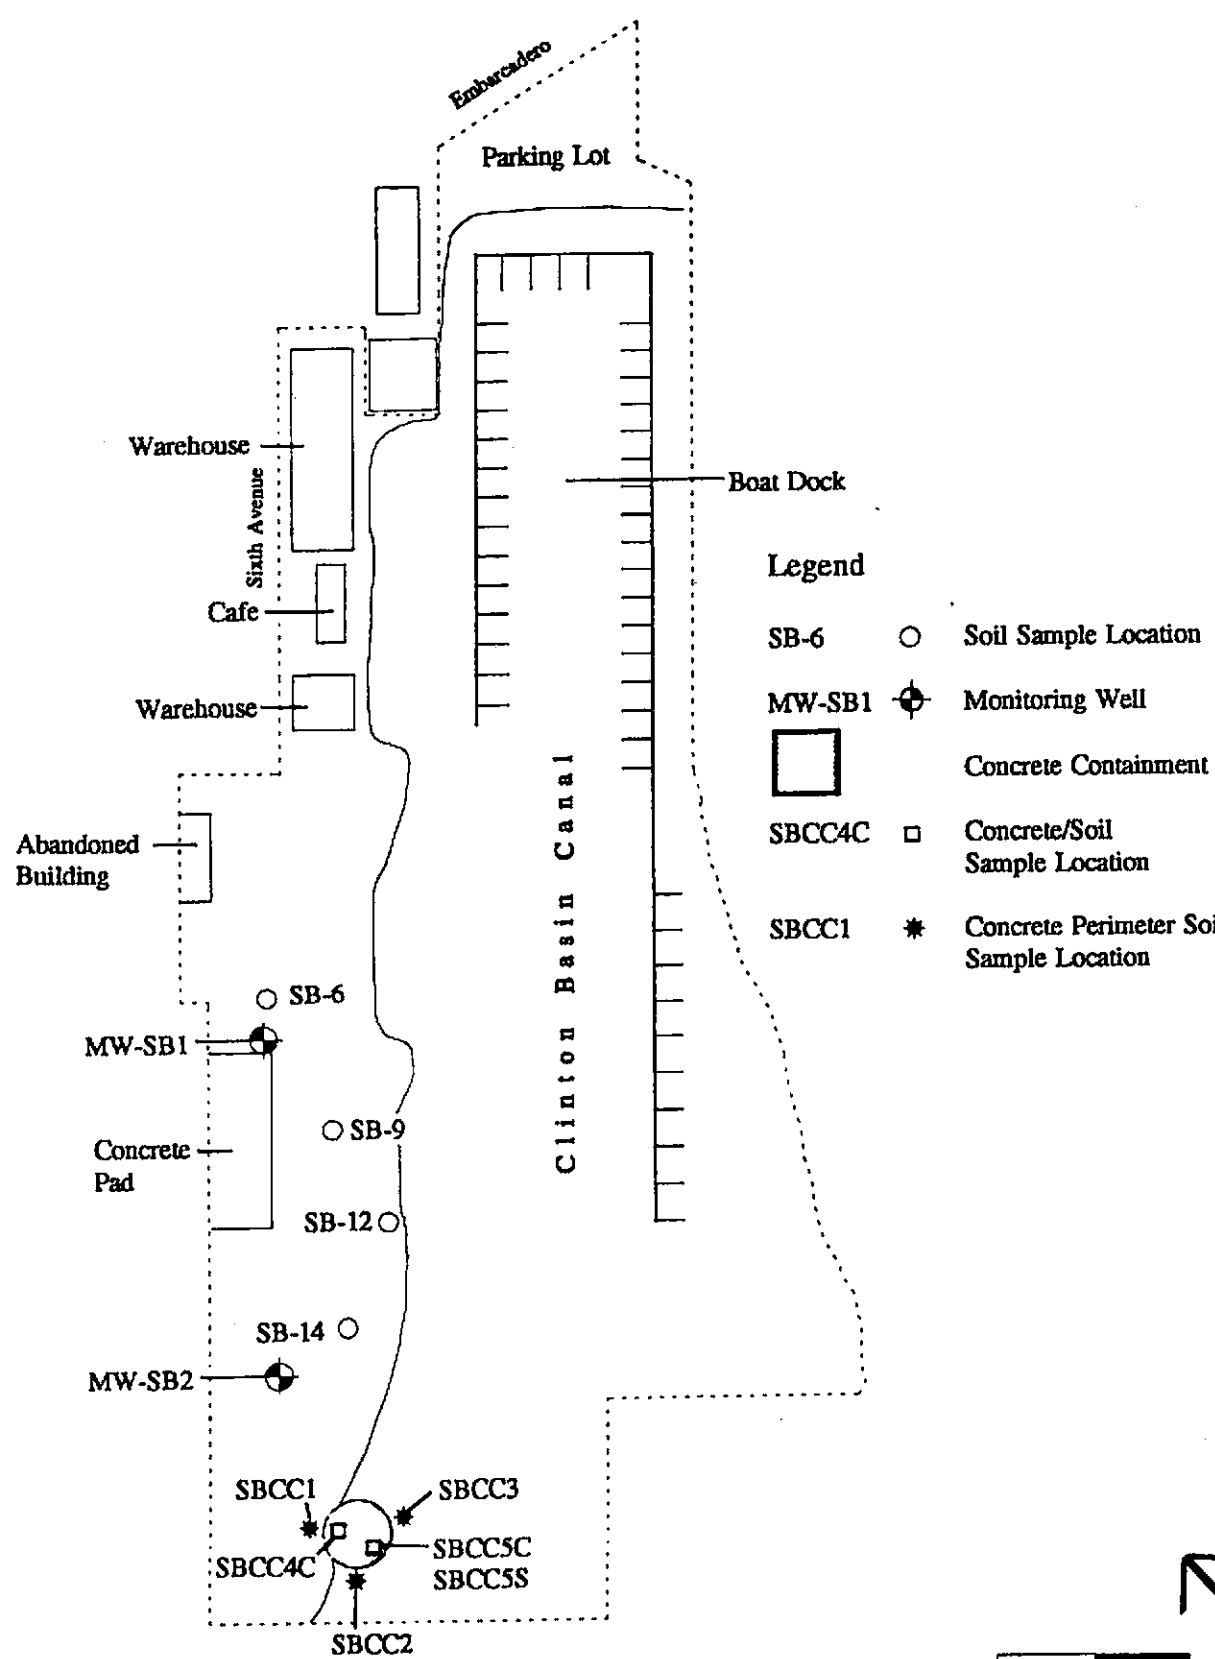 Embarcadero
Parking Lot
Warehouse
Sixth Avenue
Boat Dock
Legend
Cafe
SB-6 Soil Sample Location
Warehouse
MW-SB1 Monitoring Well
Concrete Containment
Clinton Basin Canal
SBCC4C Concrete/Soil
Sample Location
Abandoned
Building
SBCC1 Concrete Perimeter Soi
Sample Location
SB-6
MW-SB1
SB-9
Concrete
Pad
SB-12
SB-14
MW-SB2
SBCC1
SBCC3
SBCC4C
SBCC5C
SBCC5S
SBCC2